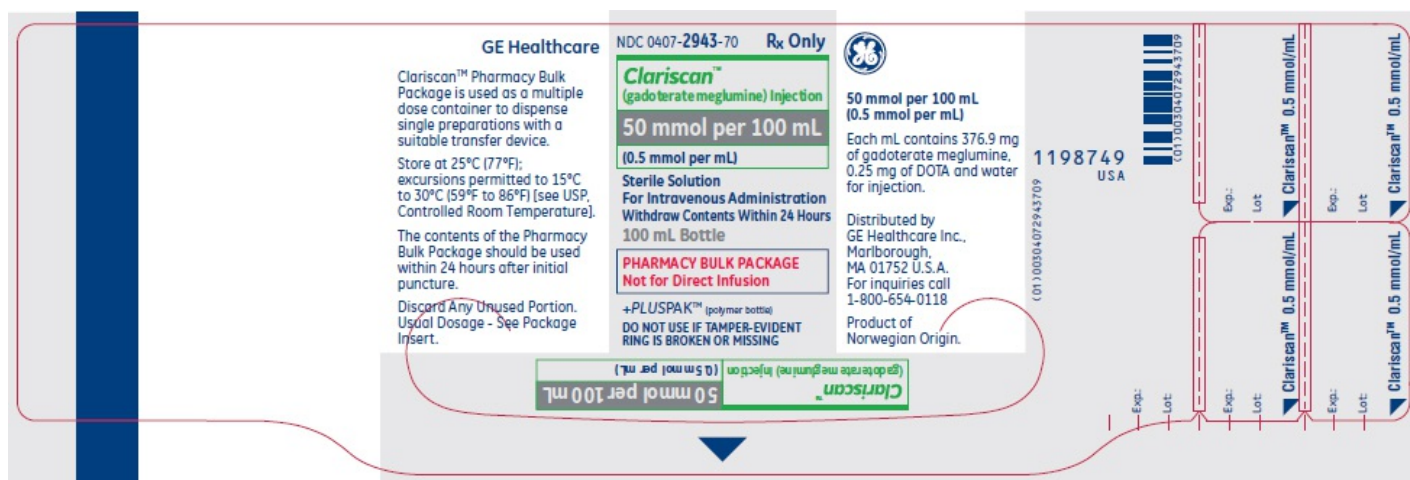 GE Healthcare
Clariscan™ Pharmacy Bulk
Package is used as a multiple
dose container to dispense
single preparations with a
suitable transfer device.
Store at 25°C (77°F);
excursions permitted to 15°C
to 30°C (59°F to 86°F) [see USP,
Controlled Room Temperature].
The contents of the Pharmacy
Bulk Package should be used
within 24 hours after initial
puncture.
Discard Any Unused Portion.
Usual Dosage - See Package
Insert.
NDC 0407-2943-70 Rx Only
Clariscan™
(gadoterate meglumine) Injection
50 mmol per 100 mL
(0.5 mmol per mL)
Sterile Solution
For Intravenous Administration
Withdraw Contents Within 24 Hours
100 mL Bottle
PHARMACY BULK PACKAGE
Not for Direct Infusion
+PLUSPAK™ (polymer bottle)
DO NOT USE IF TAMPER-EVIDENT
RING IS BROKEN OR MISSING
Clariscan™
(gadoterate meglumine) Injection
50 mmol per 100 mL
(0.5 mmol per mL)
GE
50 mmol per 100 mL
(0.5 mmol per mL)
Each mL contains 376.9 mg
of gadoterate meglumine,
0.25 mg of DOTA and water
for injection.
Distributed by
GE Healthcare Inc.,
Marlborough,
MA 01752 U.S.A.
For inquiries call
1-800-654-0118
Product of
Norwegian Origin.
1198749
USA
(01)00304072943709
(01)00304072943709
Clariscan™ 0.5 mmol/mL
Lot
Exp.:
Clariscan™ 0.5 mmol/mL
Lot:
Exp.:
Clariscan™ 0.5 mmol/mL
Lot:
Exp.:
Clariscan™ 0.5 mmol/mL
Lot:
Exp.:
Lot:
Exp.: